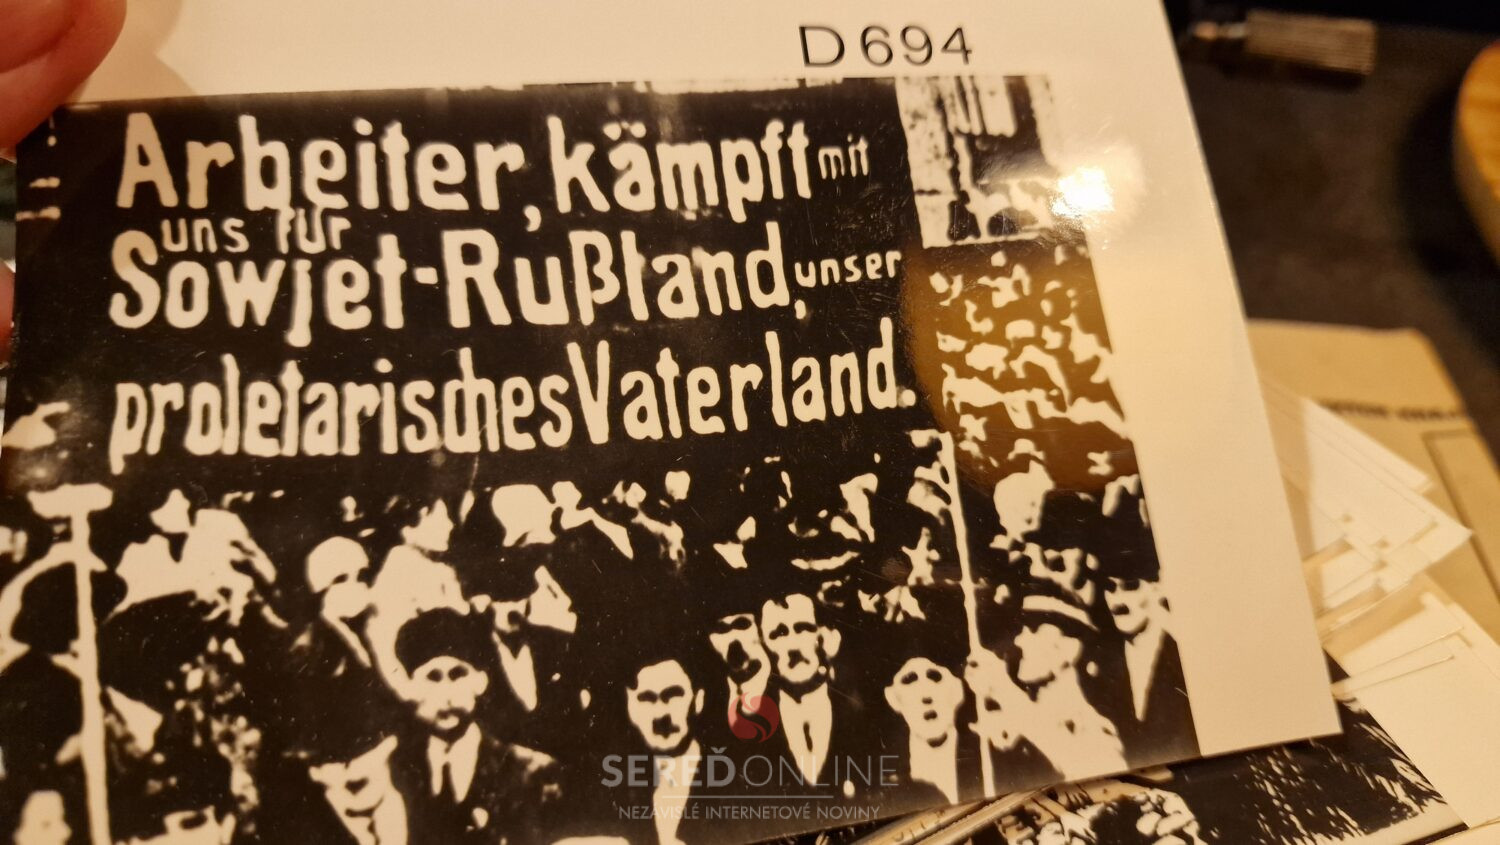 D694
Arbeiter, kämpft mit
uns für
Sowjet-Rußland, unser
proletarisches Vaterland.
SEREĎONLINE
NEZÁVISLÉ INTERNETOVÉ NOVINY